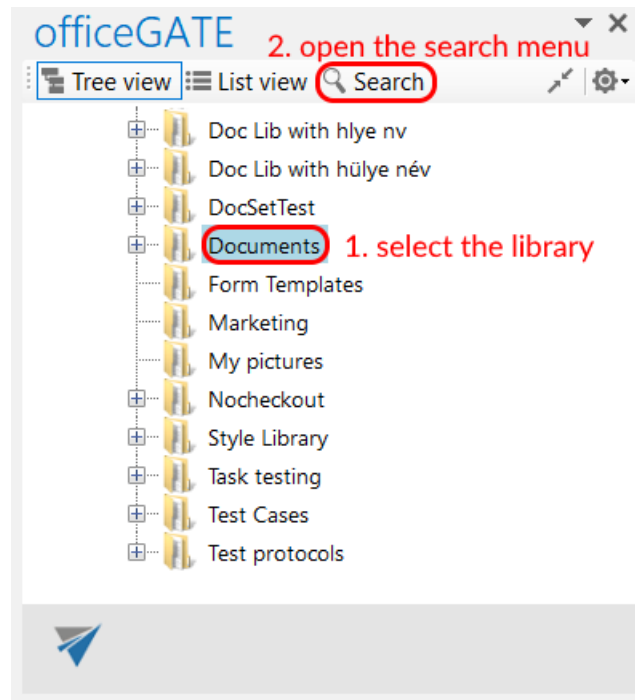 officeGATE
2. open the search menu
Tree view List view Search
Doc Lib with hlye nv
Doc Lib with hülye név
DocSetTest
Documents 1. select the library
Form Templates
Marketing
My pictures
Nocheckout
Style Library
Task testing
Test Cases
Test protocols